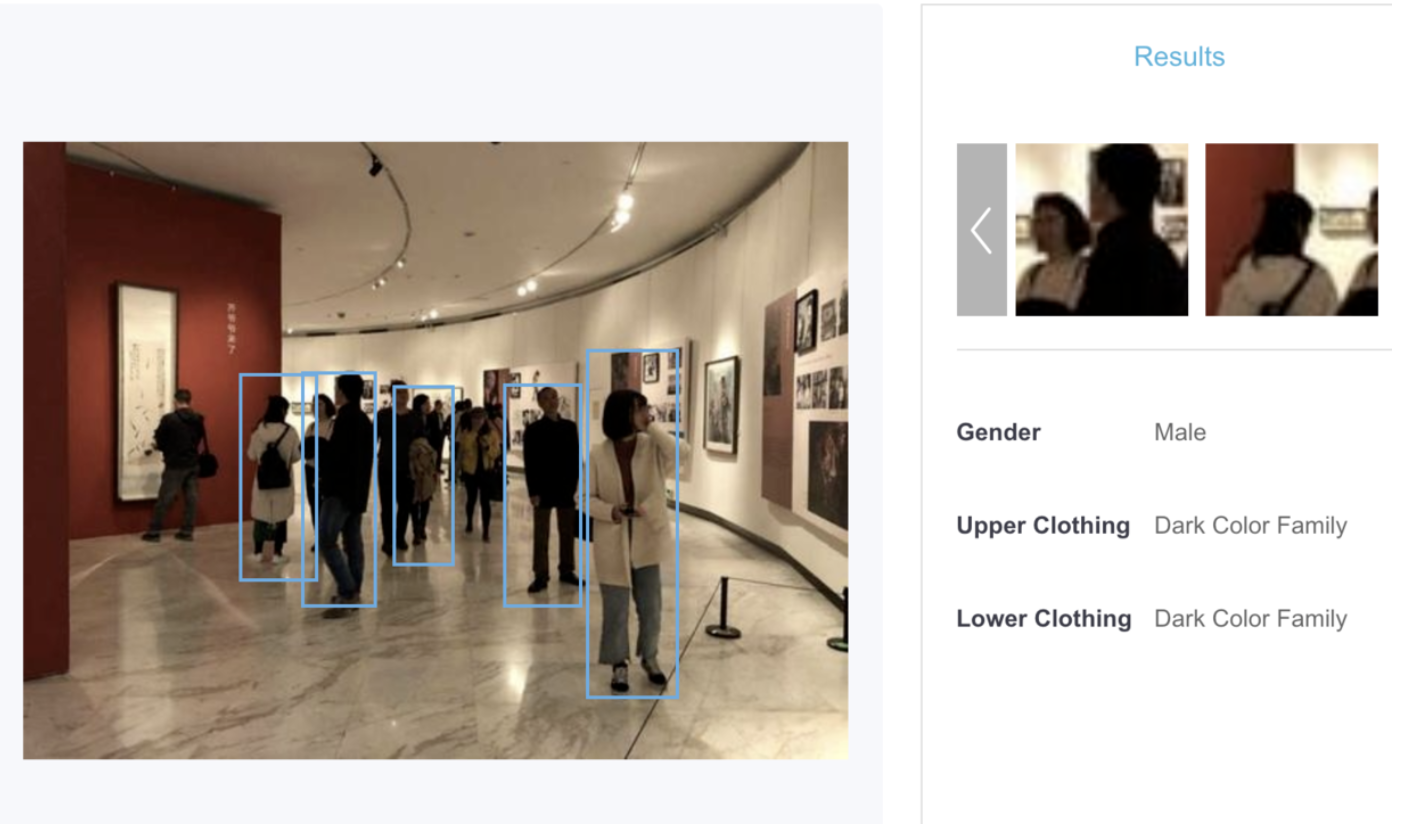 Results
Gender Male
Upper Clothing Dark Color Family
Lower Clothing Dark Color Family